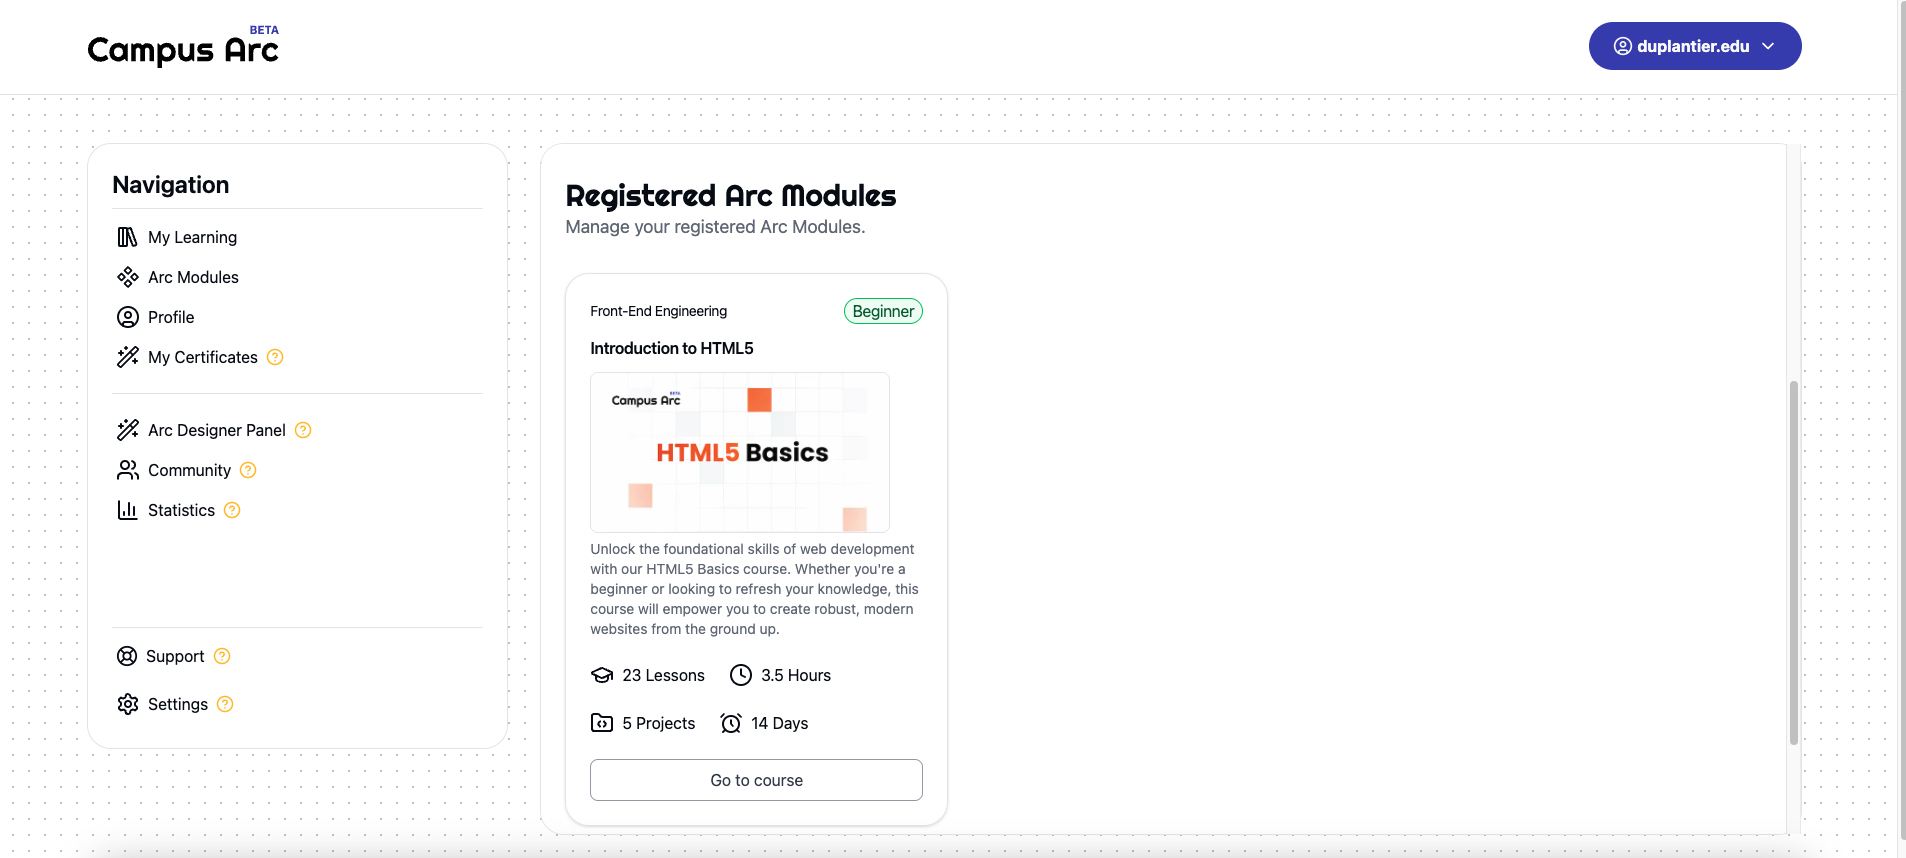 BETA
Campus Arc
duplantier.edu
Navigation
My Learning
Arc Modules
Profile
My Certificates
Arc Designer Panel
Community
Statistics
Support
Settings
Registered Arc Modules
Manage your registered Arc Modules.
Front-End Engineering
Beginner
Introduction to HTML5
BETA
Campus Arc
HTML5 Basics
Unlock the foundational skills of web development
with our HTML5 Basics course. Whether you're a
beginner or looking to refresh your knowledge, this
course will empower you to create robust, modern
websites from the ground up.
23 Lessons
3.5 Hours
5 Projects
14 Days
Go to course